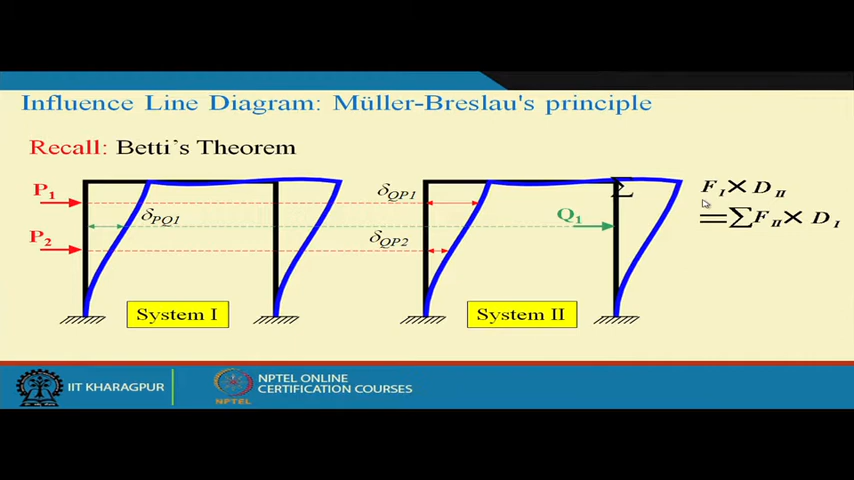 Influence Line Diagram: Müller-Breslau's principle
Recall: Betti's Theorem
P1
P2
δPQ1
System I
δQP1
δQP2
Q1
System II
Σ FI × DII
= Σ FII × DI
IIT KHARAGPUR
NPTEL
NPTEL ONLINE
CERTIFICATION COURSES